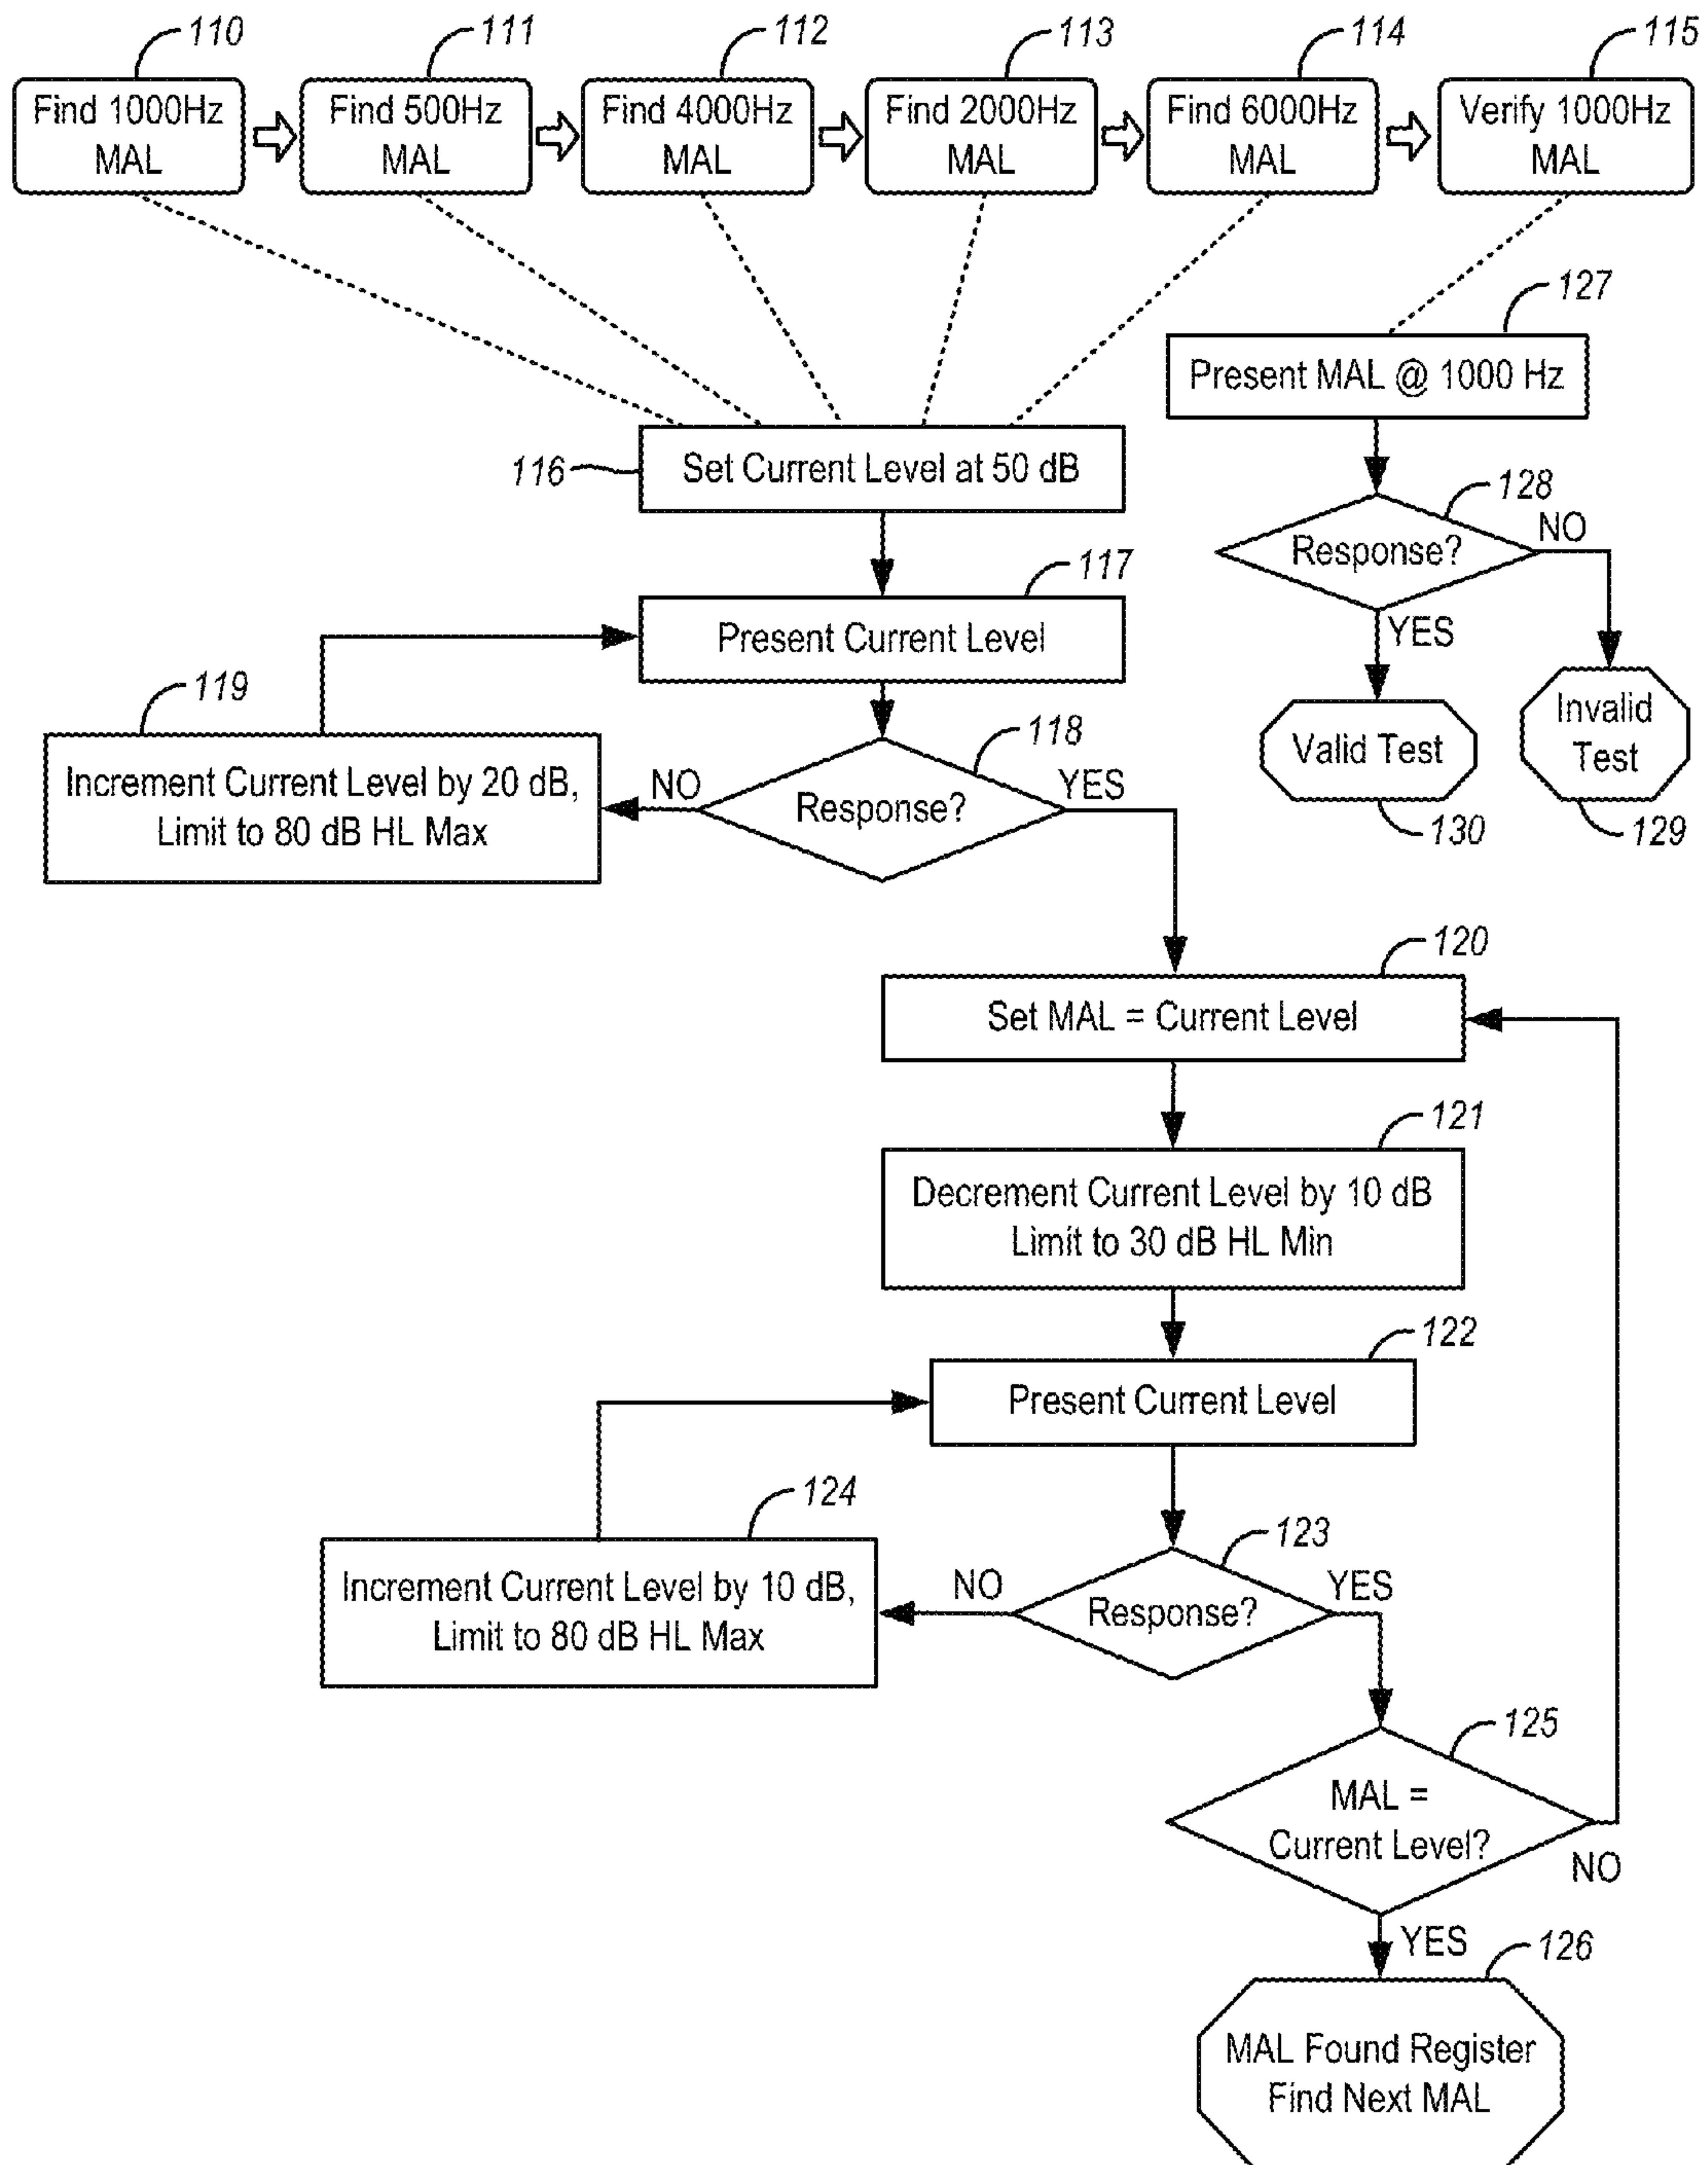 110
111
112
113
114
115
Find 1000Hz
MAL
Find 500Hz
MAL
Find 4000Hz
MAL
Find 2000Hz
MAL
Find 6000Hz
MAL
Verify 1000Hz
MAL
127
Present MAL @ 1000 Hz
116
Set Current Level at 50 dB
128
Response?
NO
YES
117
Present Current Level
119
Increment Current Level by 20 dB,
Limit to 80 dB HL Max
118
Response?
NO
YES
Valid Test
130
Invalid
Test
129
120
Set MAL = Current Level
121
Decrement Current Level by 10 dB
Limit to 30 dB HL Min
122
Present Current Level
124
Increment Current Level by 10 dB,
Limit to 80 dB HL Max
123
Response?
NO
YES
125
MAL =
Current Level?
NO
YES
126
MAL Found Register
Find Next MAL